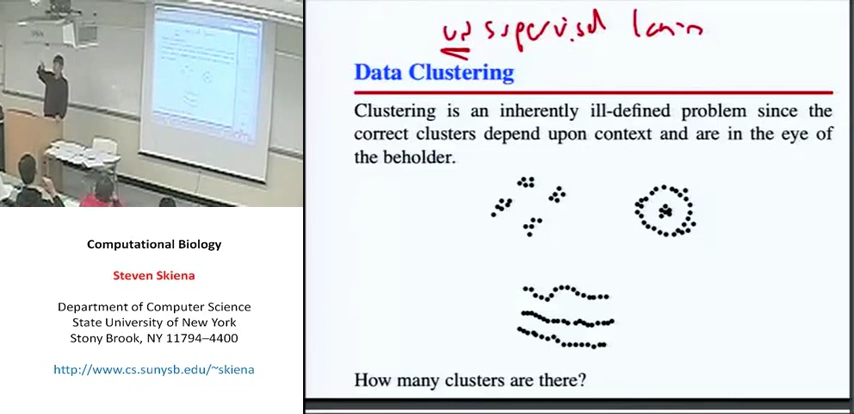 unsupervised learning
Data Clustering
Clustering is an inherently ill-defined problem since the
correct clusters depend upon context and are in the eye of
the beholder.
How many clusters are there?
Computational Biology
Steven Skiena
Department of Computer Science
State University of New York
Stony Brook, NY 11794–4400
http://www.cs.sunysb.edu/~skiena